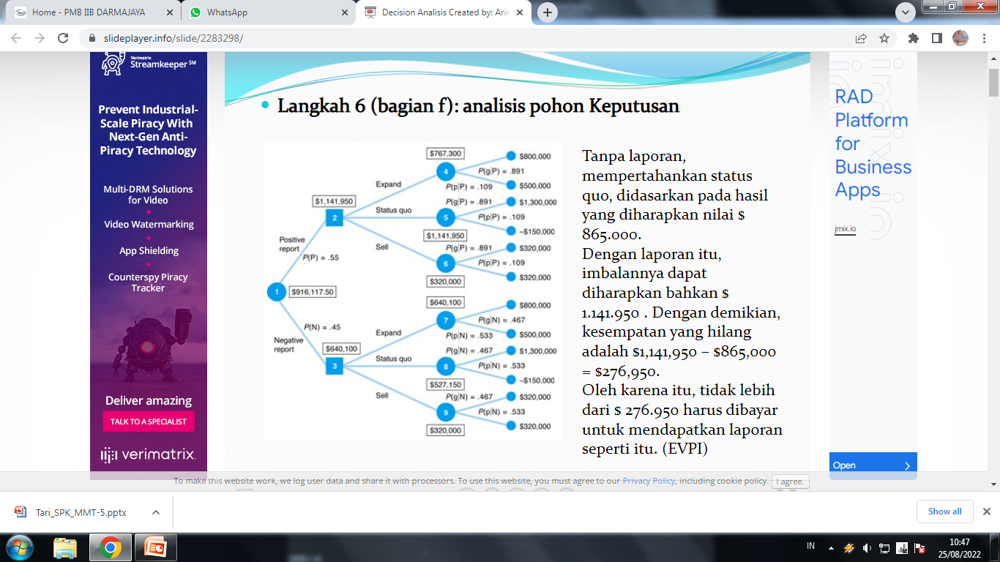 Home - PMB IIB DARMAJAYA
WhatsApp
Decision Analisis Created by: Arin
slideplayer.info/slide/2283298/
Verimatrix
Streamkeeper SM
Prevent Industrial-
Scale Piracy With
Next-Gen Anti-
Piracy Technology
Multi-DRM Solutions
for Video
Video Watermarking
App Shielding
Counterspy Piracy
Tracker
Deliver amazing
TALK TO A SPECIALIST
verimatrix
Langkah 6 (bagian f): analisis pohon Keputusan
$767,300
$800,000
4
P(g|P) = .891
Expand
P(p|P) = .109
$500,000
$1,141,950
P(g|P) = .891
$1,300,000
2
Status quo
5
P(p|P) = .109
–$150,000
$1,141,950
Positive
report
Sell
P(g|P) = .891
$320,000
P(P) = .55
6
P(p|P) = .109
$320,000
$320,000
1
$916,117.50
$640,100
$800,000
P(N) = .45
7
P(g|N) = .467
Expand
P(p|N) = .533
$500,000
Negative
report
$640,100
P(g|N) = .467
$1,300,000
3
Status quo
8
P(p|N) = .533
–$150,000
$527,150
Sell
P(g|N) = .467
$320,000
9
P(p|N) = .533
$320,000
$320,000
Tanpa laporan,
mempertahankan status
quo, didasarkan pada hasil
yang diharapkan nilai $
865.000.
Dengan laporan itu,
imbalannya dapat
diharapkan bahkan $
1.141.950 . Dengan demikian,
kesempatan yang hilang
adalah $1,141,950 – $865,000
= $276,950.
Oleh karena itu, tidak lebih
dari $ 276.950 harus dibayar
untuk mendapatkan laporan
seperti itu. (EVPI)
RAD
Platform
for
Business
Apps
jmix.io
Open
To make this website work, we log user data and share it with processors. To use this website, you must agree to our Privacy Policy, including cookie policy.
I agree.
Tari_SPK_MMT-5.pptx
Show all
IN
10:47
25/08/2022